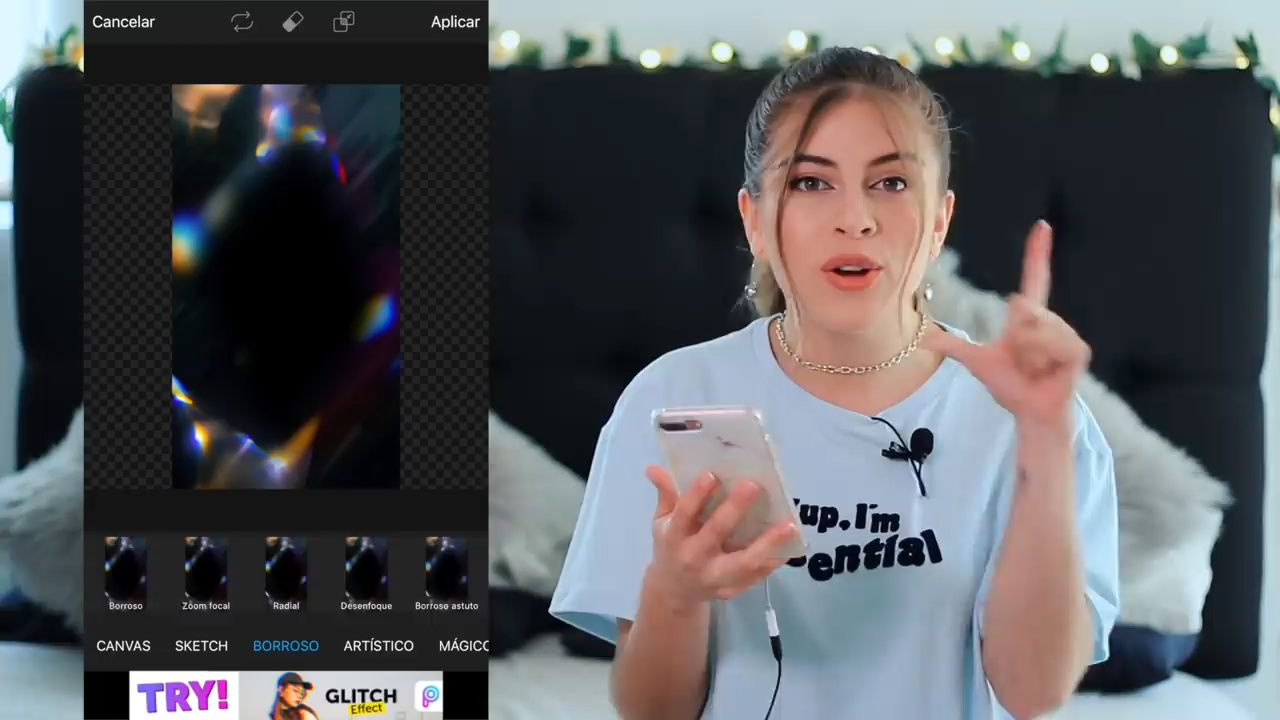 Cancelar
Aplicar
Borroso
Zoom focal
Radial
Desenfoque
Borroso astuto
CANVAS
SKETCH
BORROSO
ARTÍSTICO
MÁGICO
TRY!
GLITCH
Effect
up, I'm
ential